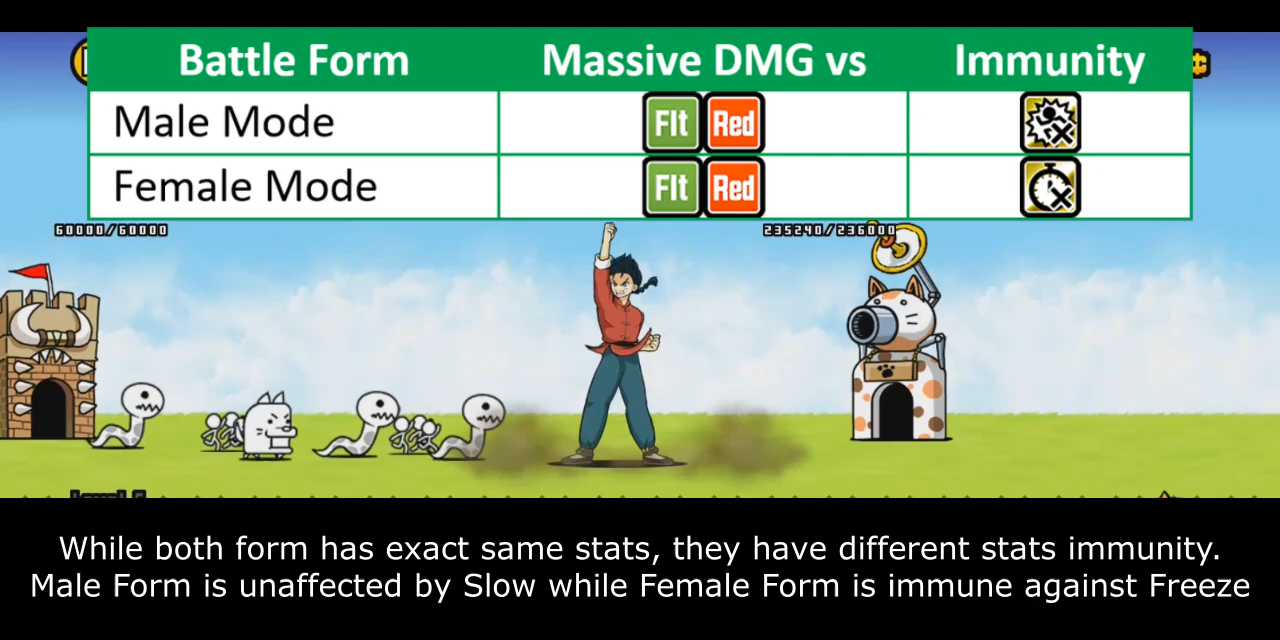 Battle Form Massive DMG vs Immunity
Male Mode Flt Red
Female Mode Flt Red
60000/60000 235240/236000
While both form has exact same stats, they have different stats immunity.
Male Form is unaffected by Slow while Female Form is immune against Freeze